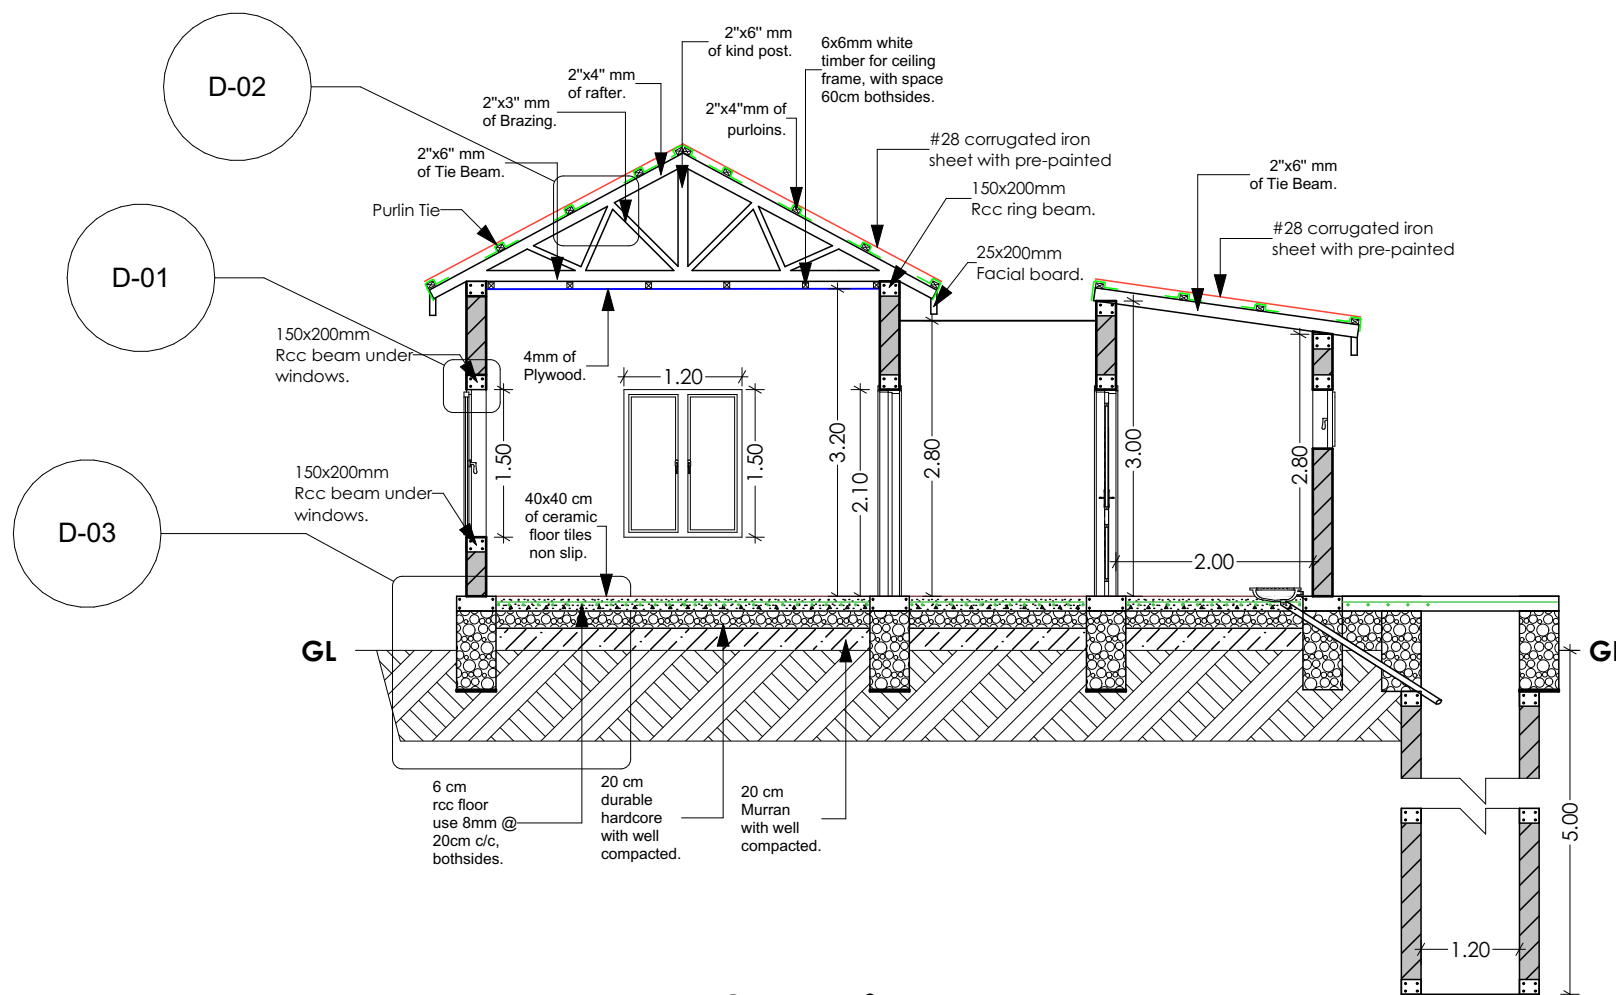 D-02
2"x6" mm
of kind post.
6x6mm white
timber for ceiling
frame, with space
60cm bothsides.
2"x4" mm
of rafter.
2"x3" mm
of Brazing.
2"x4"mm of
purloins.
#28 corrugated iron
sheet with pre-painted
2"x6" mm
of Tie Beam.
150x200mm
Rcc ring beam.
2"x6" mm
of Tie Beam.
Purlin Tie
#28 corrugated iron
sheet with pre-painted
25x200mm
Facial board.
D-01
150x200mm
Rcc beam under
windows.
4mm of
Plywood.
1.20
1.50
1.50
3.20
2.10
2.80
3.00
2.80
150x200mm
Rcc beam under
windows.
40x40 cm
of ceramic
floor tiles
non slip.
D-03
2.00
GL
6 cm
rcc floor
use 8mm @
20cm c/c,
bothsides.
20 cm
durable
hardcore
with well
compacted.
20 cm
Murran
with well
compacted.
5.00
1.20